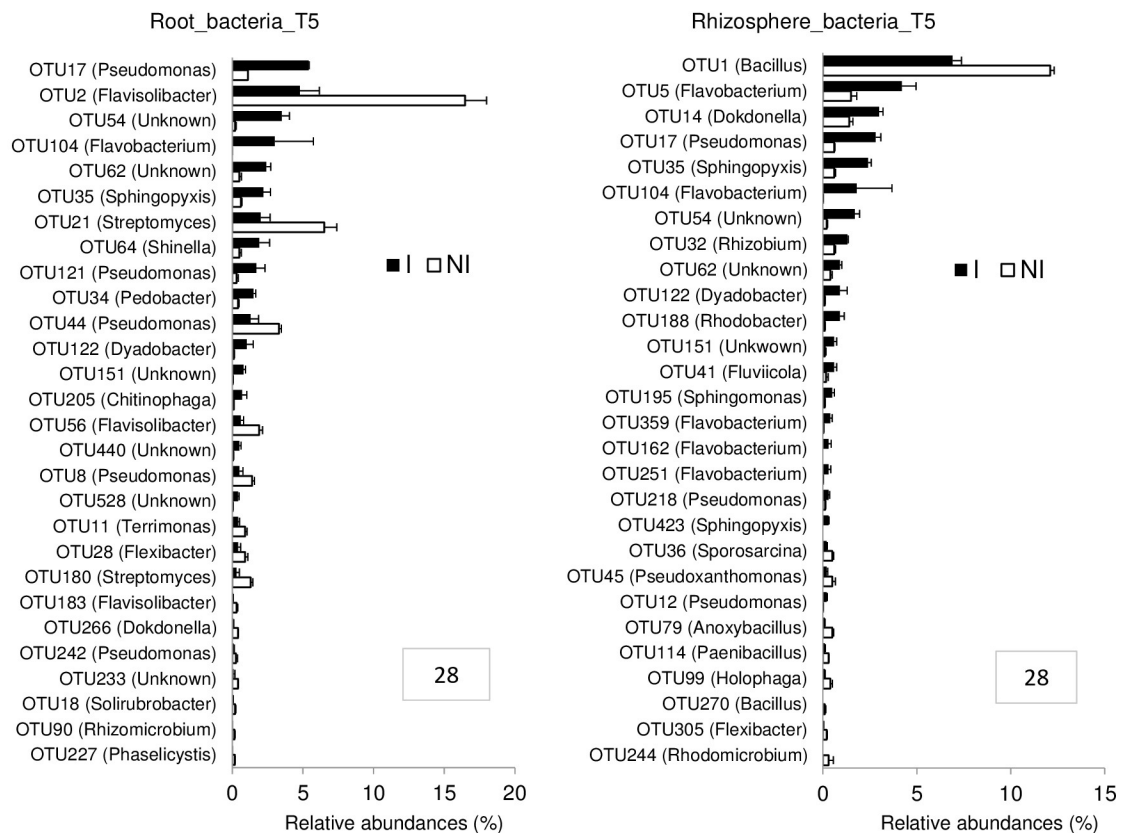 Root_bacteria_T5
OTU17 (Pseudomonas)
OTU2 (Flavisolibacter)
OTU54 (Unknown)
OTU104 (Flavobacterium)
OTU62 (Unknown)
OTU35 (Sphingopyxis)
OTU21 (Streptomyces)
OTU64 (Shinella)
OTU121 (Pseudomonas)
OTU34 (Pedobacter)
OTU44 (Pseudomonas)
OTU122 (Dyadobacter)
OTU151 (Unknown)
OTU205 (Chitinophaga)
OTU56 (Flavisolibacter)
OTU440 (Unknown)
OTU8 (Pseudomonas)
OTU528 (Unknown)
OTU11 (Terrimonas)
OTU28 (Flexibacter)
OTU180 (Streptomyces)
OTU183 (Flavisolibacter)
OTU266 (Dokdonella)
OTU242 (Pseudomonas)
OTU233 (Unknown)
OTU18 (Solirubrobacter)
OTU90 (Rhizomicrobium)
OTU227 (Phaselicystis)
I NI
28
0 5 10 15 20
Relative abundances (%)
Rhizosphere_bacteria_T5
OTU1 (Bacillus)
OTU5 (Flavobacterium)
OTU14 (Dokdonella)
OTU17 (Pseudomonas)
OTU35 (Sphingopyxis)
OTU104 (Flavobacterium)
OTU54 (Unknown)
OTU32 (Rhizobium)
OTU62 (Unknown)
OTU122 (Dyadobacter)
OTU188 (Rhodobacter)
OTU151 (Unkwown)
OTU41 (Fluviicola)
OTU195 (Sphingomonas)
OTU359 (Flavobacterium)
OTU162 (Flavobacterium)
OTU251 (Flavobacterium)
OTU218 (Pseudomonas)
OTU423 (Sphingopyxis)
OTU36 (Sporosarcina)
OTU45 (Pseudoxanthomonas)
OTU12 (Pseudomonas)
OTU79 (Anoxybacillus)
OTU114 (Paenibacillus)
OTU99 (Holophaga)
OTU270 (Bacillus)
OTU305 (Flexibacter)
OTU244 (Rhodomicrobium)
I NI
28
0 5 10 15
Relative abundances (%)